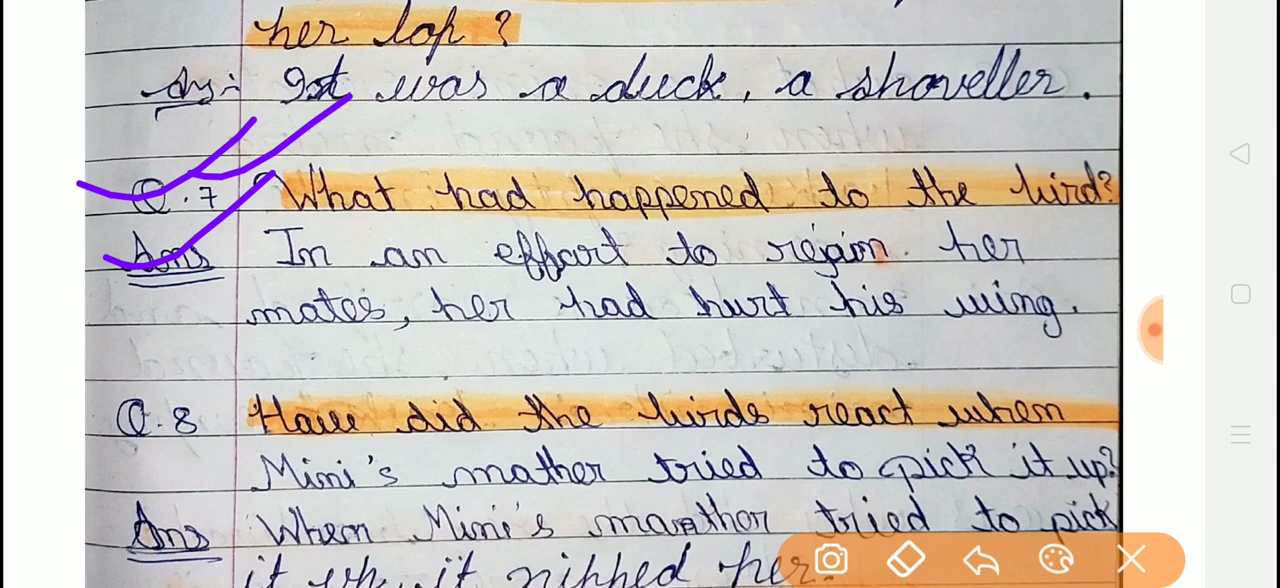 her lap?
Ans:- It was a duck, a shoveller.
Q.7 What had happened to the bird?
Ans In an effort to rejoin her
mates, her had hurt his wing.
Q.8 How did the birds react when
Mini's mother tried to pick it up?
Ans When Mini's mother tried to pick
it up, it nipped her.